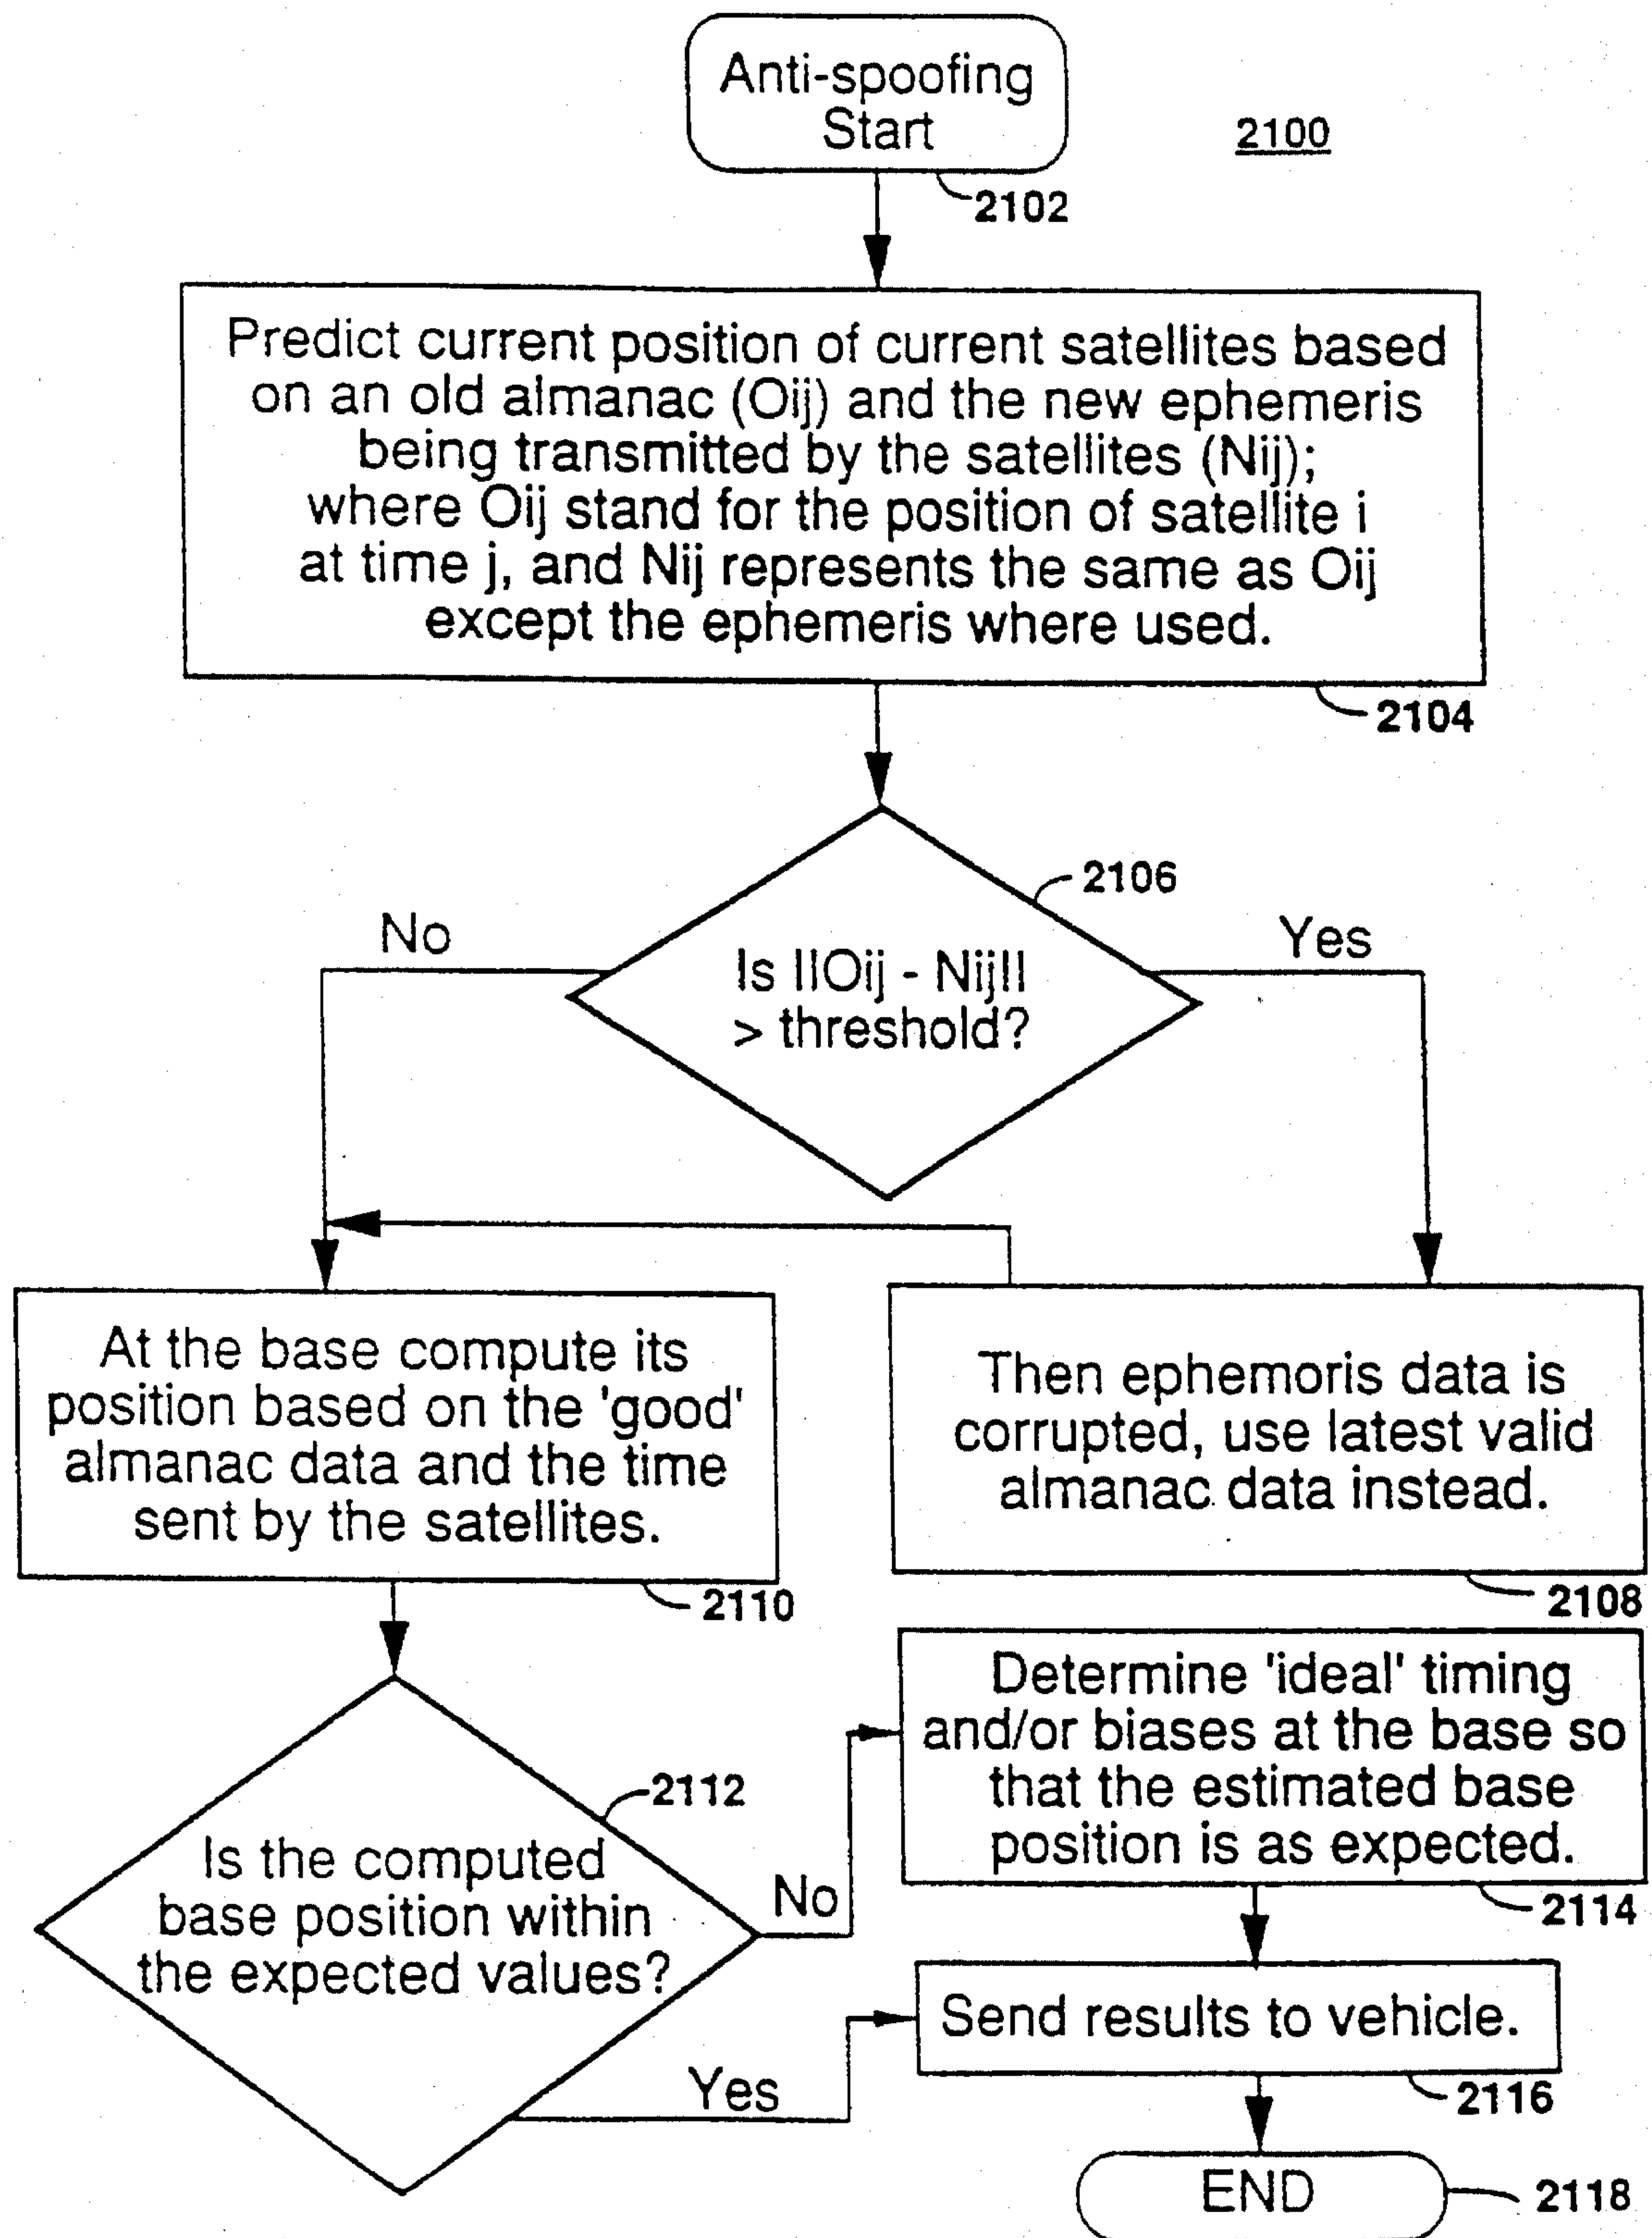 Anti-spoofing
Start
2100
2102
Predict current position of current satellites based
on an old almanac (Oij) and the new ephemeris
being transmitted by the satellites (Nij);
where Oij stand for the position of satellite i
at time j, and Nij represents the same as Oij
except the ephemeris where used.
2104
2106
No
Yes
Is llOij - Nijll
> threshold?
At the base compute its
position based on the 'good'
almanac data and the time
sent by the satellites.
2110
Then ephemoris data is
corrupted, use latest valid
almanac data instead.
2108
2112
Is the computed
base position within
the expected values?
No
Yes
Determine 'ideal' timing
and/or biases at the base so
that the estimated base
position is as expected.
2114
Send results to vehicle.
2116
END
2118